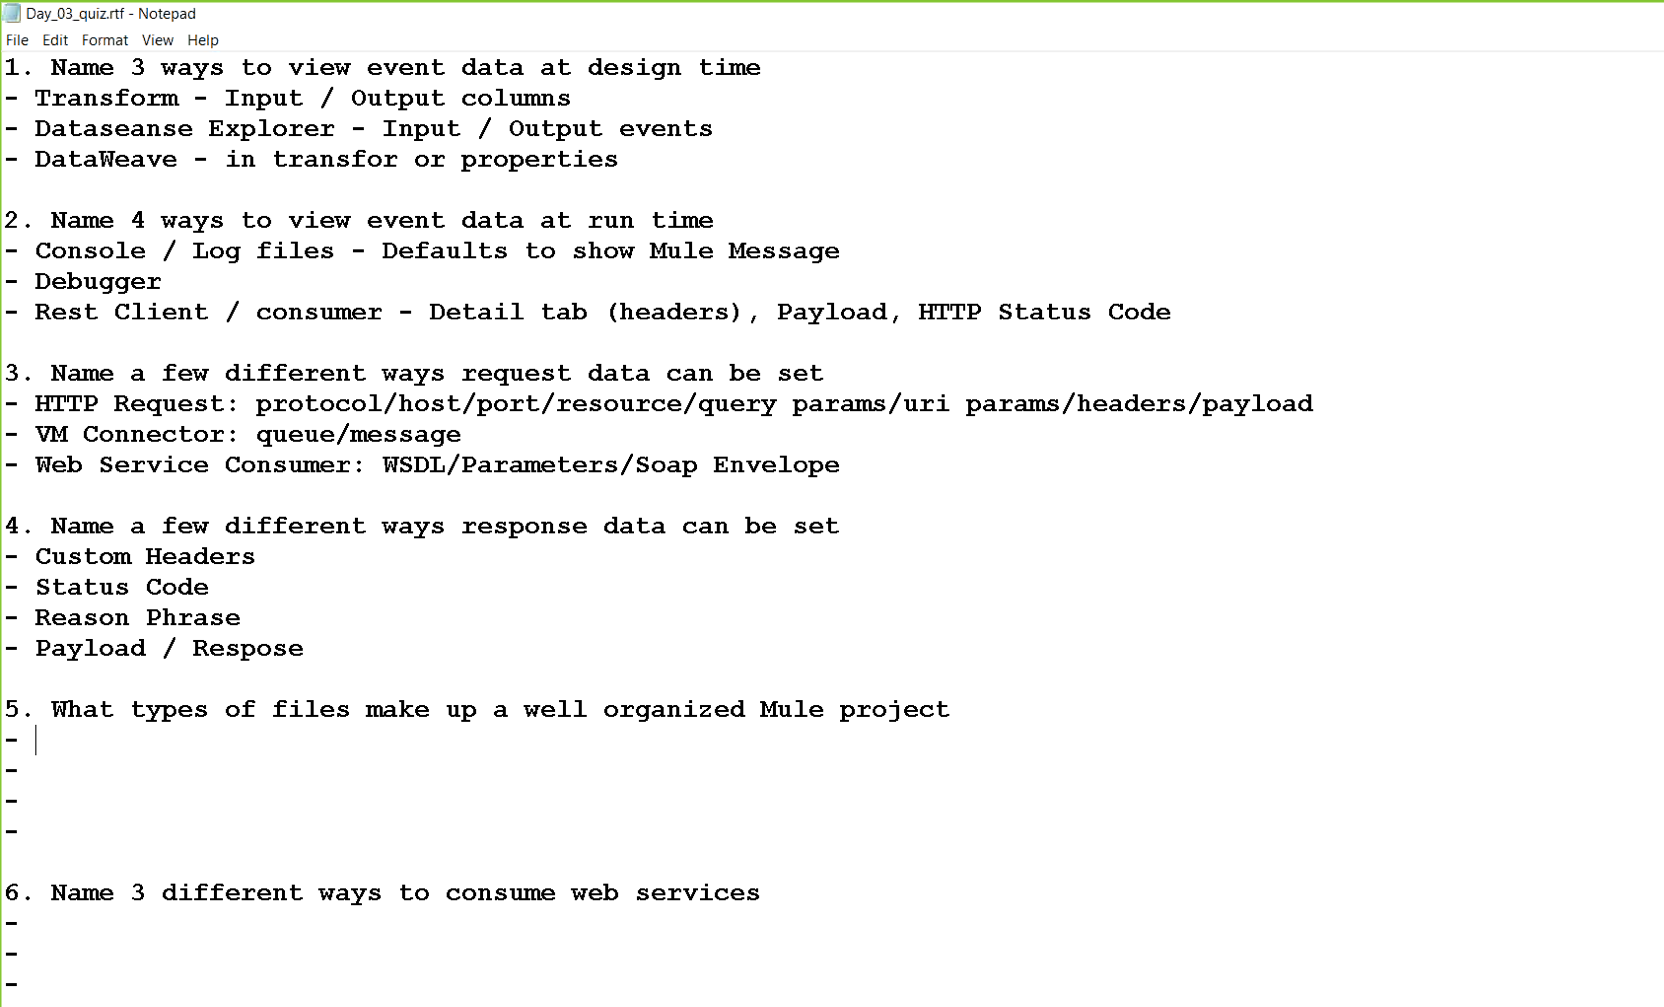 Day_03_quiz.rtf - Notepad
File Edit Format View Help
1. Name 3 ways to view event data at design time
- Transform - Input / Output columns
- Dataseanse Explorer - Input / Output events
- DataWeave - in transfor or properties
2. Name 4 ways to view event data at run time
- Console / Log files - Defaults to show Mule Message
- Debugger
- Rest Client / consumer - Detail tab (headers), Payload, HTTP Status Code
3. Name a few different ways request data can be set
- HTTP Request: protocol/host/port/resource/query params/uri params/headers/payload
- VM Connector: queue/message
- Web Service Consumer: WSDL/Parameters/Soap Envelope
4. Name a few different ways response data can be set
- Custom Headers
- Status Code
- Reason Phrase
- Payload / Respose
5. What types of files make up a well organized Mule project
-
-
-
-
6. Name 3 different ways to consume web services
-
-
-